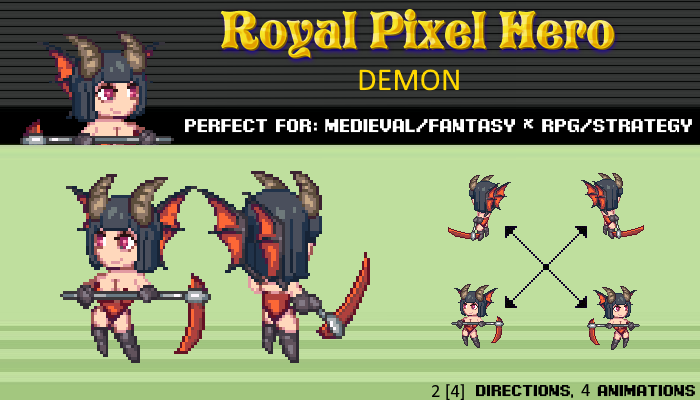 Royal Pixel Hero
DEMON
PERFECT FOR: MEDIEVAL/FANTASY * RPG/STRATEGY
2 [4] DIRECTIONS, 4 ANIMATIONS